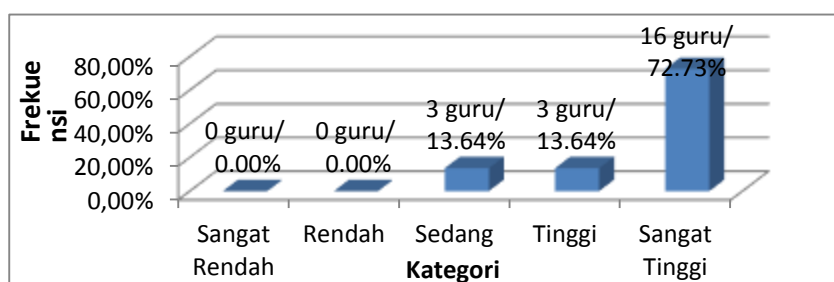 16 guru/
72.73%
3 guru/
13.64%
3 guru/
13.64%
0 guru/
0.00%
0 guru/
0.00%
Frekue
nsi
80,00%
60,00%
40,00%
20,00%
0,00%
Sangat
Rendah
Rendah
Sedang
Tinggi
Sangat
Tinggi
Kategori